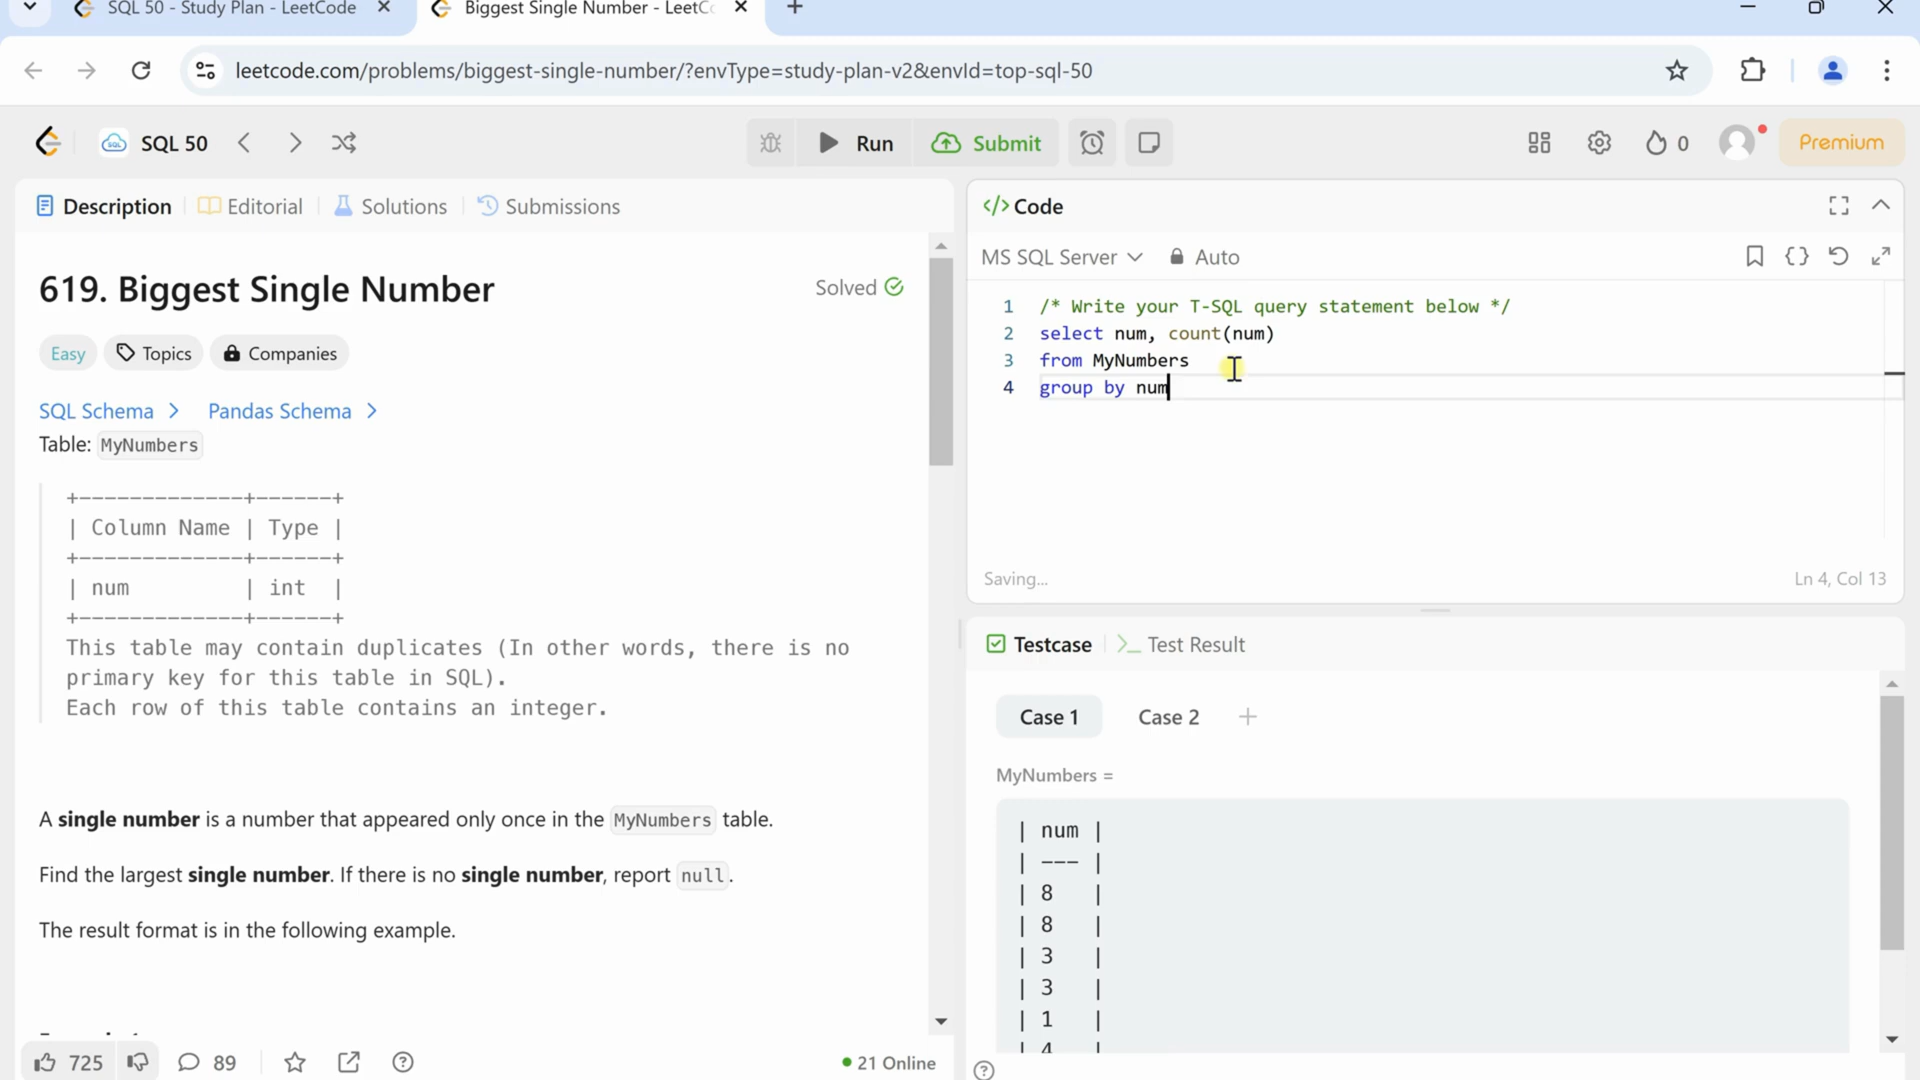 SQL 50 - Study Plan - LeetCode
Biggest Single Number - LeetC
leetcode.com/problems/biggest-single-number/?envType=study-plan-v2&envId=top-sql-50
SQL 50
Run
Submit
0
Premium
Description
Editorial
Solutions
Submissions
619. Biggest Single Number
Solved
Easy
Topics
Companies
SQL Schema >
Pandas Schema >
Table: MyNumbers
+-------------+------+
| Column Name | Type |
+-------------+------+
| num         | int  |
+-------------+------+
This table may contain duplicates (In other words, there is no
primary key for this table in SQL).
Each row of this table contains an integer.
A single number is a number that appeared only once in the MyNumbers table.
Find the largest single number. If there is no single number, report null.
The result format is in the following example.
725
89
21 Online
</> Code
MS SQL Server
Auto
1 /* Write your T-SQL query statement below */
2 select num, count(num)
3 from MyNumbers
4 group by num
Saving...
Ln 4, Col 13
Testcase
>_ Test Result
Case 1
Case 2
+
MyNumbers =
| num |
| --- |
| 8   |
| 8   |
| 3   |
| 3   |
| 1   |
| 4   |